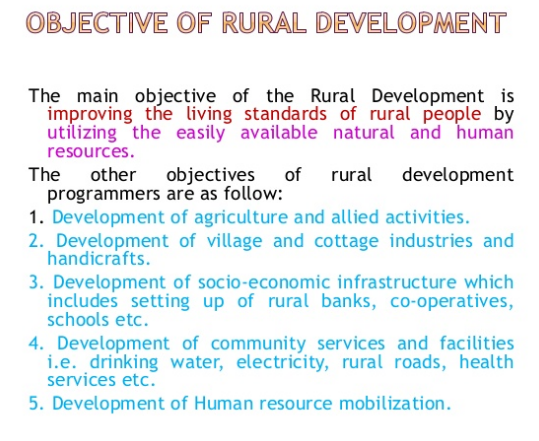 OBJECTIVE OF RURAL DEVELOPMENT
The main objective of the Rural Development is
improving the living standards of rural people by
utilizing the easily available natural and human
resources.
The other objectives of rural development
programmers are as follow:
1. Development of agriculture and allied activities.
2. Development of village and cottage industries and
handicrafts.
3. Development of socio-economic infrastructure which
includes setting up of rural banks, co-operatives,
schools etc.
4. Development of community services and facilities
i.e. drinking water, electricity, rural roads, health
services etc.
5. Development of Human resource mobilization.